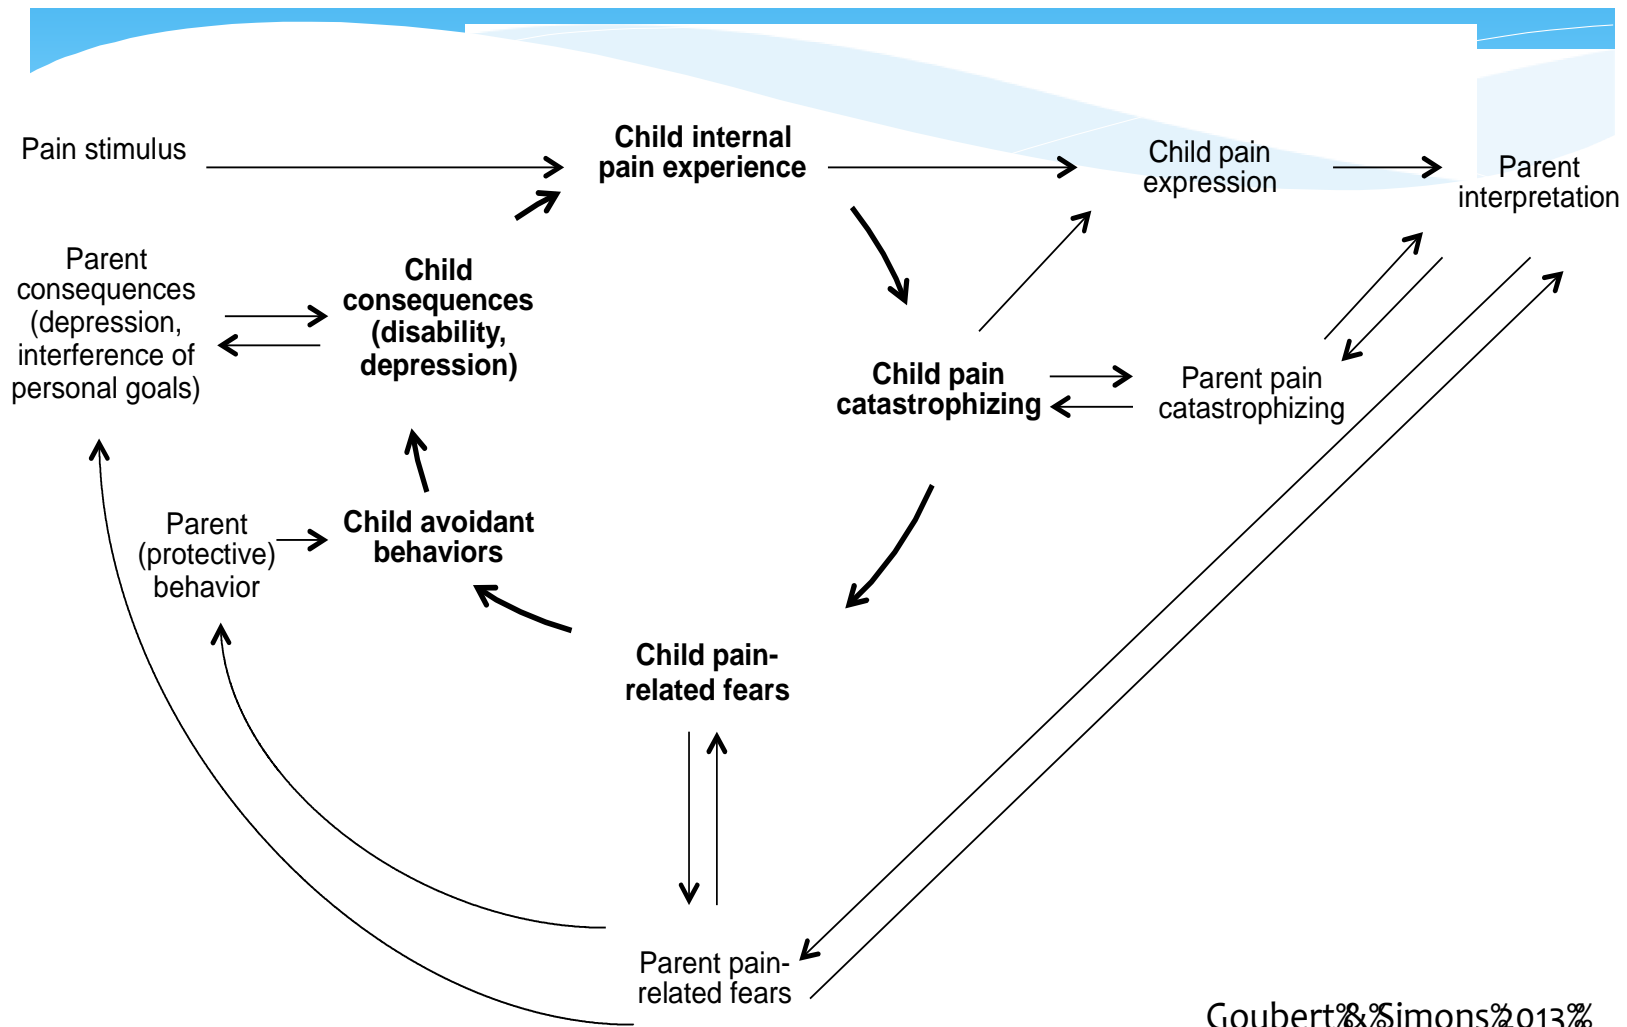 Pain stimulus
Child internal
pain experience
Child pain
expression
Parent
interpretation
Parent
consequences
(depression,
interference of
personal goals)
Child
consequences
(disability,
depression)
Child pain
catastrophizing
Parent pain
catastrophizing
Parent
(protective)
behavior
Child avoidant
behaviors
Child pain-
related fears
Parent pain-
related fears
Goubert%&%Simons%2013%%